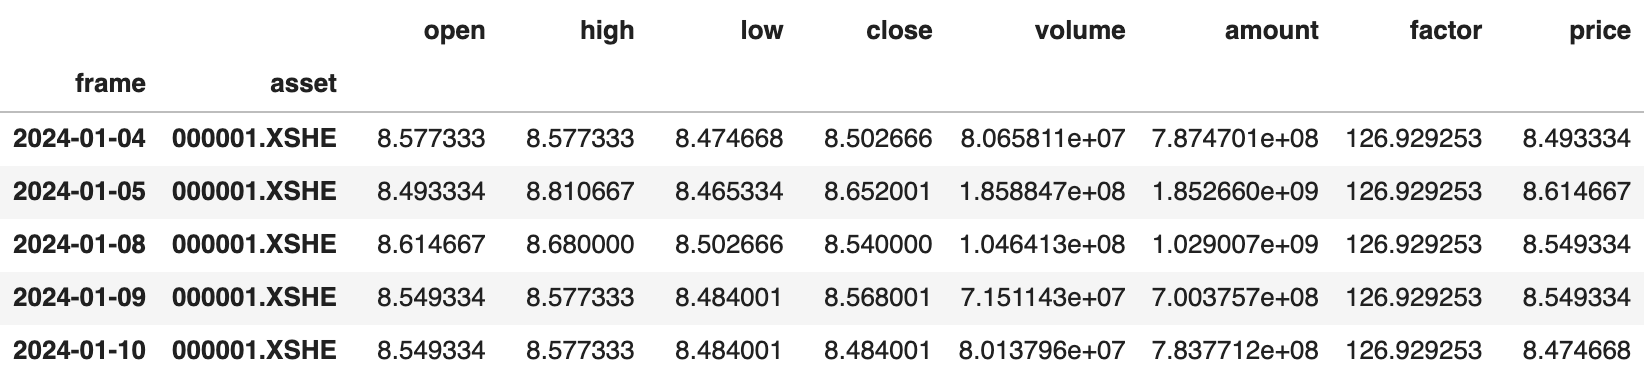 open high low close volume amount factor price
frame asset
2024-01-04 000001.XSHE 8.577333 8.577333 8.474668 8.502666 8.065811e+07 7.874701e+08 126.929253 8.493334
2024-01-05 000001.XSHE 8.493334 8.810667 8.465334 8.652001 1.858847e+08 1.852660e+09 126.929253 8.614667
2024-01-08 000001.XSHE 8.614667 8.680000 8.502666 8.540000 1.046413e+08 1.029007e+09 126.929253 8.549334
2024-01-09 000001.XSHE 8.549334 8.577333 8.484001 8.568001 7.151143e+07 7.003757e+08 126.929253 8.549334
2024-01-10 000001.XSHE 8.549334 8.577333 8.484001 8.484001 8.013796e+07 7.837712e+08 126.929253 8.474668